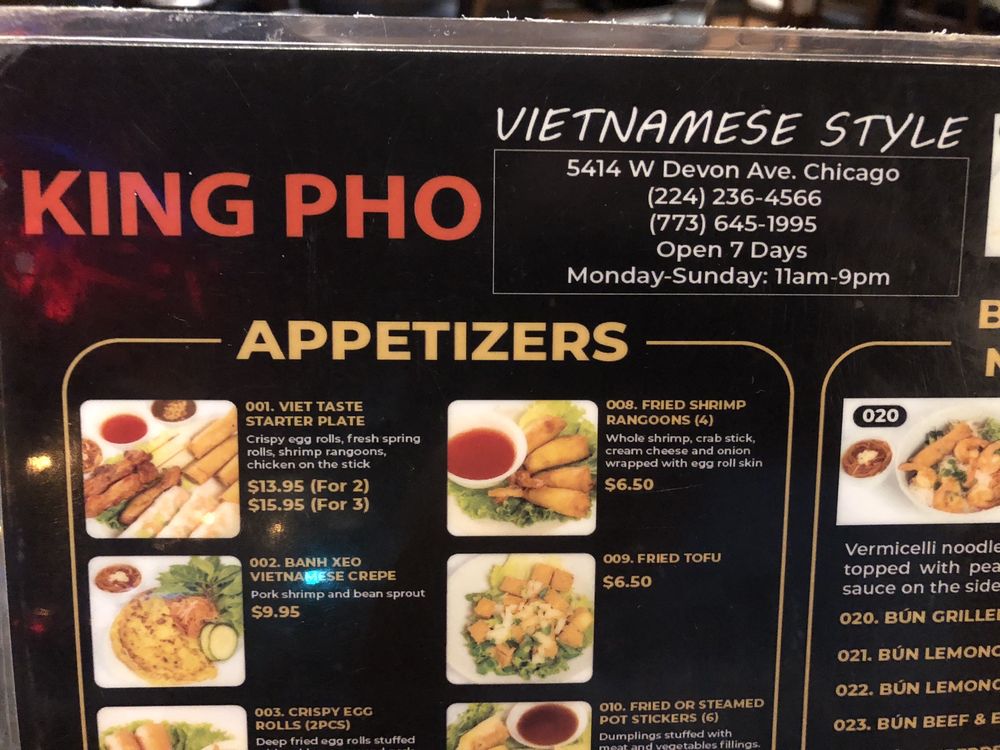 VIETNAMESE STYLE
KING PHO
5414 W Devon Ave. Chicago
(224) 236-4566
(773) 645-1995
Open 7 Days
Monday-Sunday: 11am-9pm
APPETIZERS
001. VIET TASTE
STARTER PLATE
Crispy egg rolls, fresh spring
rolls, shrimp rangoons,
chicken on the stick
$13.95 (For 2)
$15.95 (For 3)
002. BANH XEO
VIETNAMESE CREPE
Pork shrimp and bean sprout
$9.95
003. CRISPY EGG
ROLLS (2PCS)
Deep fried egg rolls stuffed
008. FRIED SHRIMP
RANGOONS (4)
Whole shrimp, crab stick,
cream cheese and onion
wrapped with egg roll skin
$6.50
009. FRIED TOFU
$6.50
010. FRIED OR STEAMED
POT STICKERS (6)
Dumplings stuffed with
meat and vegetables fillings.
020
Vermicelli noodle
topped with pea
sauce on the side
020. BÚN GRILLE
021. BÚN LEMON
022. BÚN LEMON
023. BÚN BEEF &